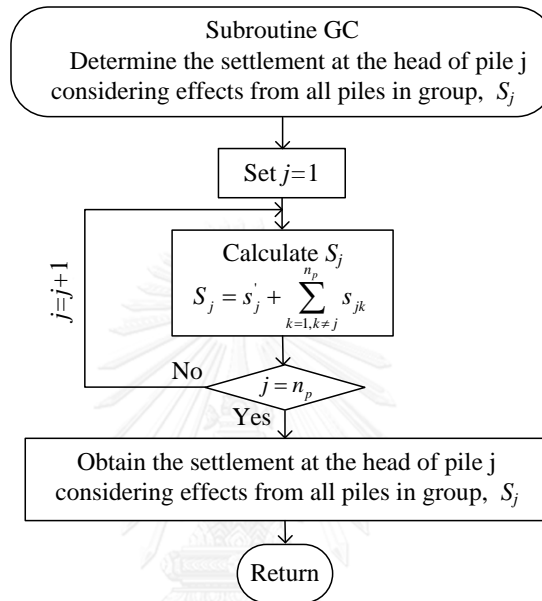 Subroutine GC
Determine the settlement at the head of pile j
considering effects from all piles in group, S_j
Set j=1
j=j+1
Calculate S_j
S_j = s'_j + ∑_{k=1,k≠j}^{n_p} s_{jk}
No
j = n_p
Yes
Obtain the settlement at the head of pile j
considering effects from all piles in group, S_j
Return